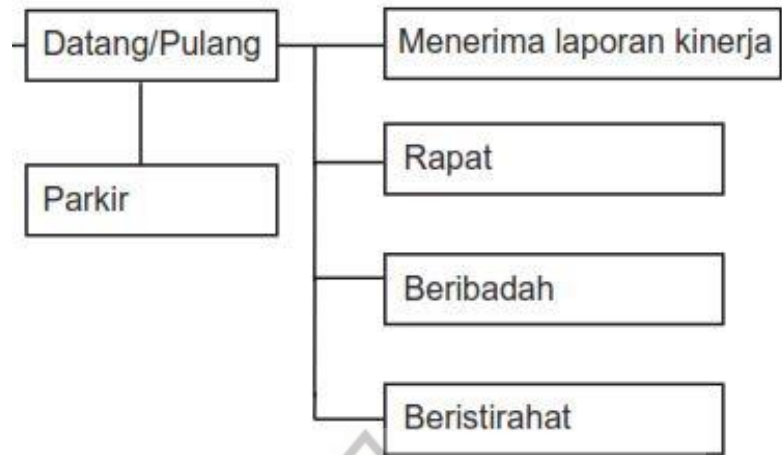 Datang/Pulang
Menerima laporan kinerja
Rapat
Parkir
Beribadah
Beristirahat